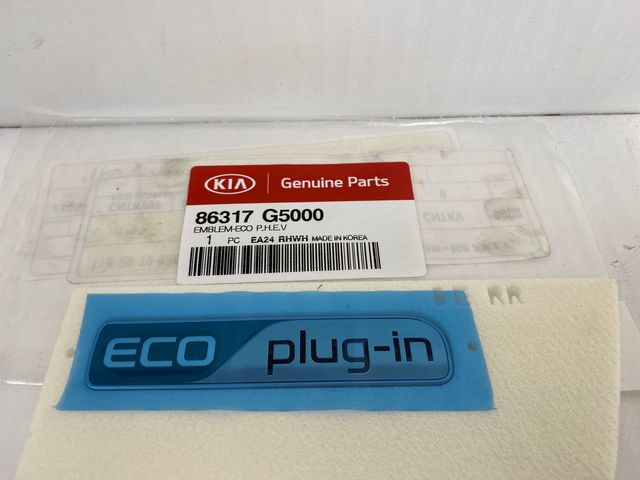 KIA Genuine Parts
86317 G5000
EMBLEM-ECO P.H.E.V
1 PC EA24 RHWH MADE IN KOREA
ECO plug-in